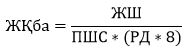 ЖҚба = ЖШ / ПШС * (РД * 8)